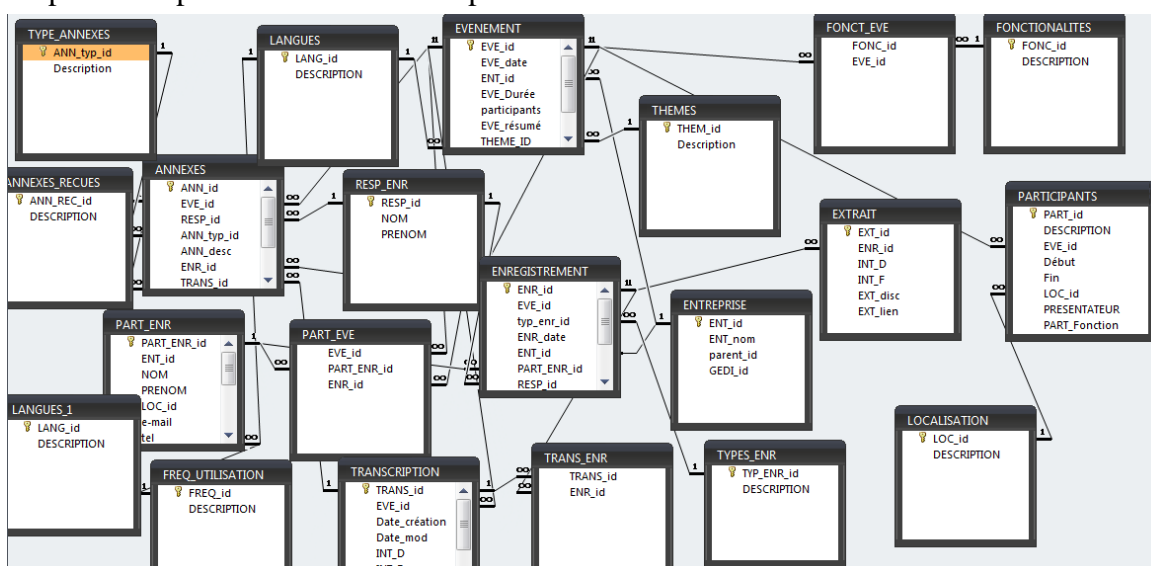 TYPE_ANNEXES
ANN_typ_id
Description
LANGUES
LANG_id
DESCRIPTION
EVENEMENT
EVE_id
EVE_date
ENT_id
EVE_Durée
participants
EVE_résumé
THEME_ID
FONCT_EVE
FONC_id
EVE_id
FONCTIONALITES
FONC_id
DESCRIPTION
THEMES
THEM_id
Description
ANNEXES_RECUES
ANN_REC_id
DESCRIPTION
ANNEXES
ANN_id
EVE_id
RESP_id
ANN_typ_id
ANN_desc
ENR_id
TRANS_id
RESP_ENR
RESP_id
NOM
PRENOM
PARTICIPANTS
PART_id
DESCRIPTION
EVE_id
Début
Fin
LOC_id
PRESENTATEUR
PART_Fonction
EXTRAIT
EXT_id
ENR_id
INT_D
INT_F
EXT_disc
EXT_lien
ENREGISTREMENT
ENR_id
EVE_id
typ_enr_id
ENR_date
ENT_id
PART_ENR_id
RESP_id
ENTREPRISE
ENT_id
ENT_nom
parent_id
GEDI_id
PART_ENR
PART_ENR_id
ENT_id
NOM
PRENOM
LOC_id
e-mail
tel
PART_EVE
EVE_id
PART_ENR_id
ENR_id
LANGUES_1
LANG_id
DESCRIPTION
LOCALISATION
LOC_id
DESCRIPTION
FREQ_UTILISATION
FREQ_id
DESCRIPTION
TRANSCRIPTION
TRANS_id
EVE_id
Date_création
Date_mod
INT_D
TRANS_ENR
TRANS_id
ENR_id
TYPES_ENR
TYP_ENR_id
DESCRIPTION